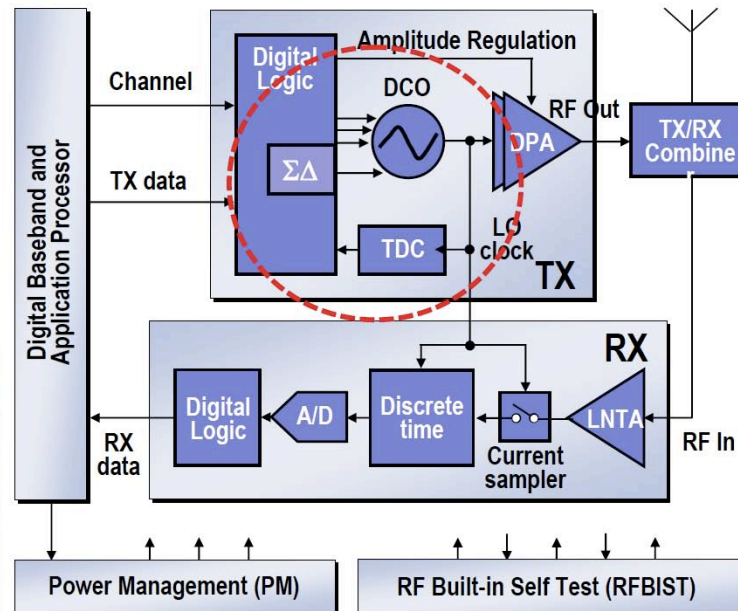 Digital Baseband and
Application Processor
Channel
TX data
RX
data
Digital
Logic
ΣΔ
Amplitude Regulation
DCO
TDC
DPA
RF Out
LO
clock
TX
TX/RX
Combine
r
RX
Digital
Logic
A/D
Discrete
time
Current
sampler
LNTA
RF In
Power Management (PM)
RF Built-in Self Test (RFBIST)